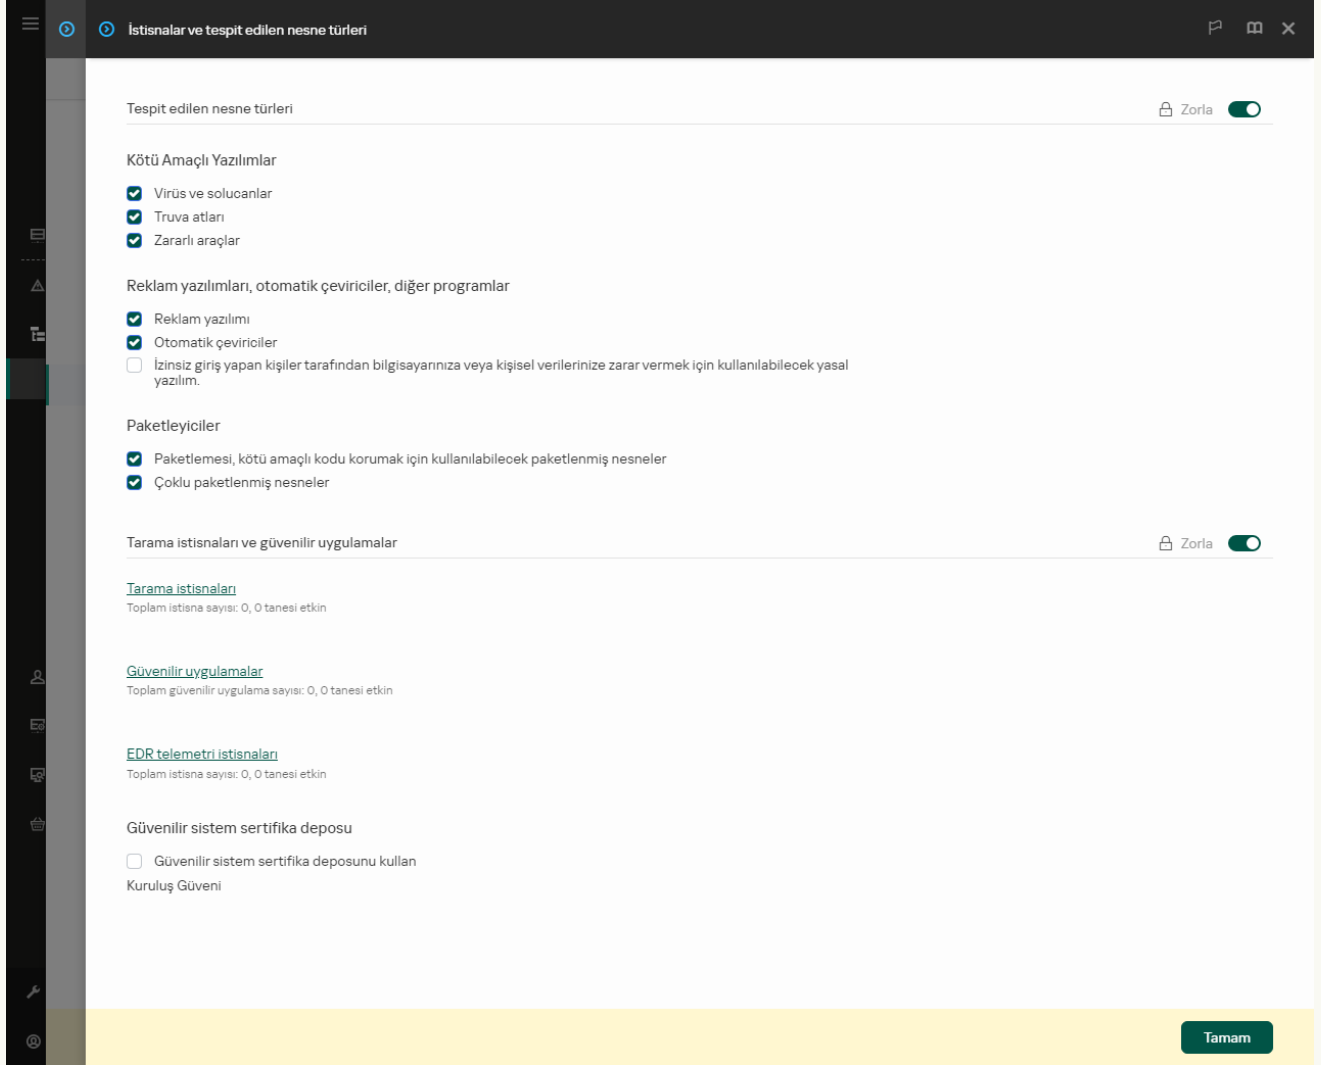 İstisnalar ve tespit edilen nesne türleri
Tespit edilen nesne türleri
Zorla
Kötü Amaçlı Yazılımlar
Virüs ve solucanlar
Truva atları
Zararlı araçlar
Reklam yazılımları, otomatik çeviriciler, diğer programlar
Reklam yazılımı
Otomatik çeviriciler
İzinsiz giriş yapan kişiler tarafından bilgisayarınıza veya kişisel verilerinize zarar vermek için kullanılabilecek yasal
yazılım.
Paketleyiciler
Paketlemesi, kötü amaçlı kodu korumak için kullanılabilecek paketlenmiş nesneler
Çoklu paketlenmiş nesneler
Tarama istisnaları ve güvenilir uygulamalar
Zorla
Tarama istisnaları
Toplam istisna sayısı: 0, 0 tanesi etkin
Güvenilir uygulamalar
Toplam güvenilir uygulama sayısı: 0, 0 tanesi etkin
EDR telemetri istisnaları
Toplam istisna sayısı: 0, 0 tanesi etkin
Güvenilir sistem sertifika deposu
Güvenilir sistem sertifika deposunu kullan
Kuruluş Güveni
Tamam